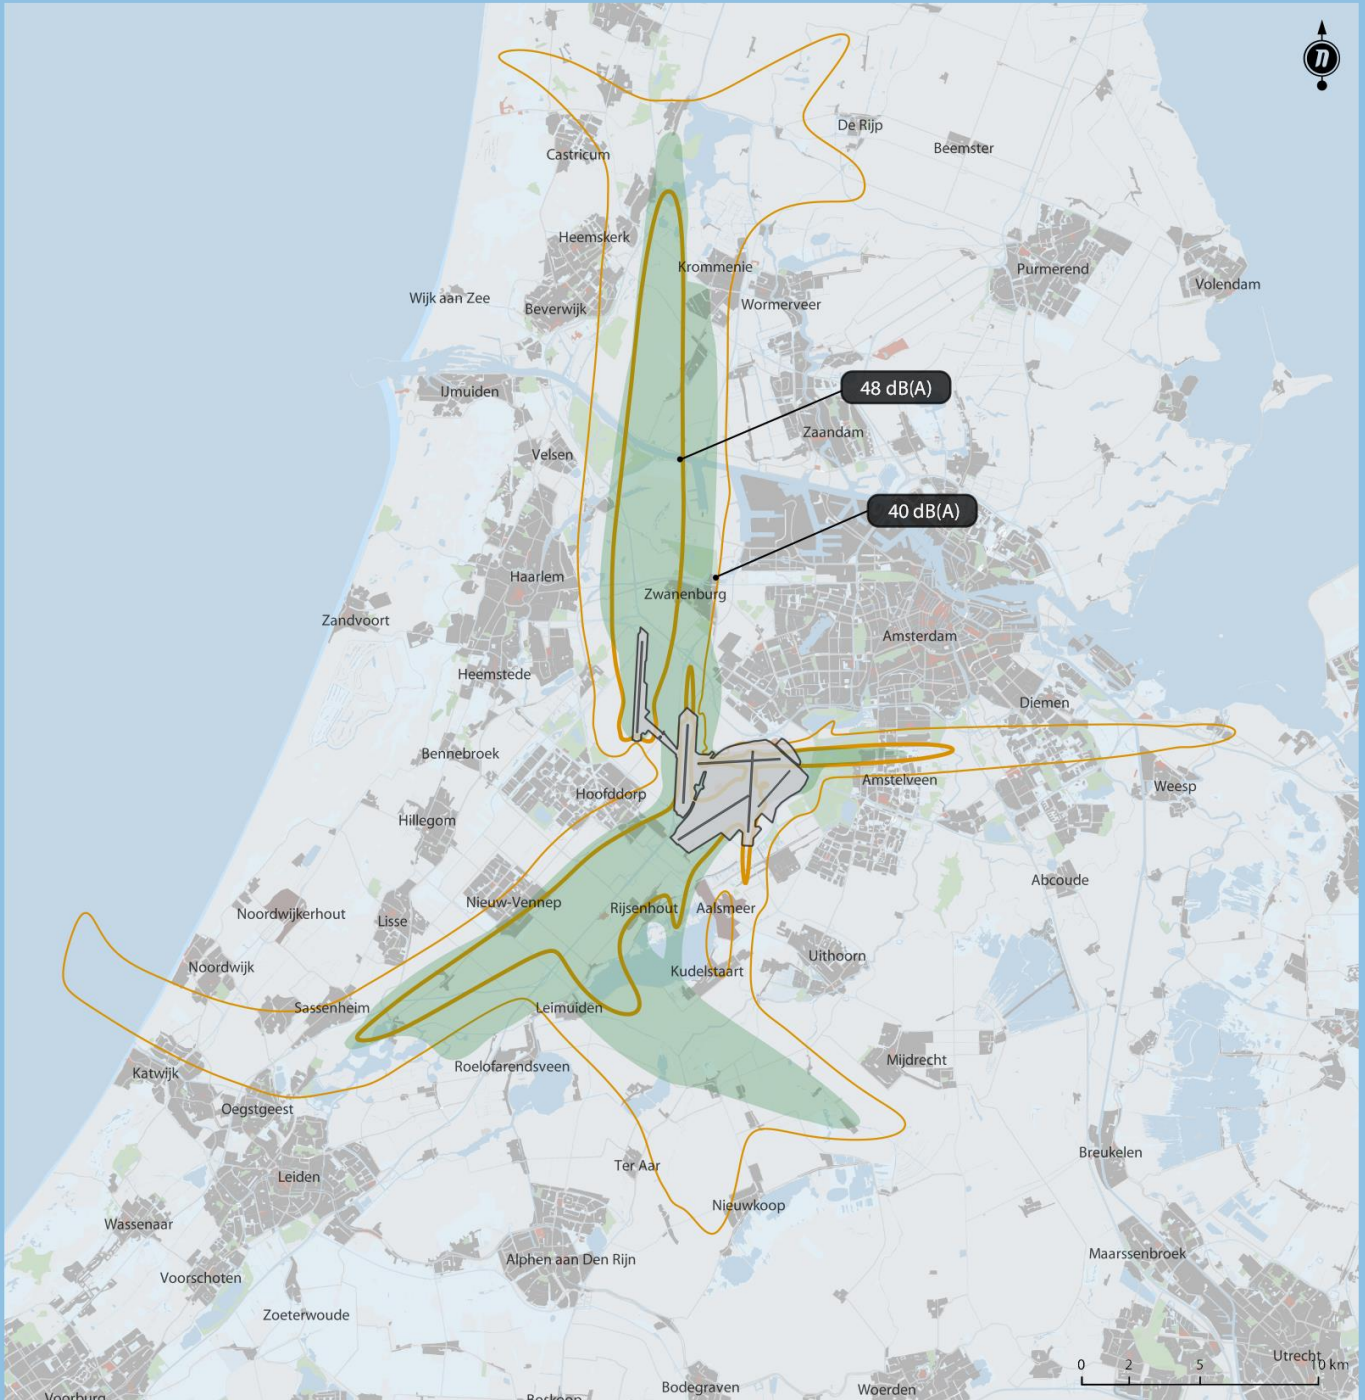 n
De Rijp
Beemster
Castricum
Heemskerk
Krommenie
Purmerend
Volendam
Wijk aan Zee
Beverwijk
Wormerveer
IJmuiden
48 dB(A)
Zaandam
Velsen
40 dB(A)
Haarlem
Zwanenburg
Zandvoort
Amsterdam
Heemstede
Diemen
Bennebroek
Amstelveen
Weesp
Hoofddorp
Hillegom
Abcoude
Nieuw-Vennep
Rijsenhout
Aalsmeer
Noordwijkerhout
Lisse
Uithoorn
Noordwijk
Kudelstaart
Sassenheim
Leimuiden
Mijdrecht
Katwijk
Roelofarendsveen
Oegstgeest
Breukelen
Ter Aar
Leiden
Nieuwkoop
Wassenaar
Maarssenbroek
Alphen aan Den Rijn
Voorschoten
Zoeterwoude
Utrecht
0 2 5 10 km
Bodegraven
Woerden
Voorburg
Boskoop